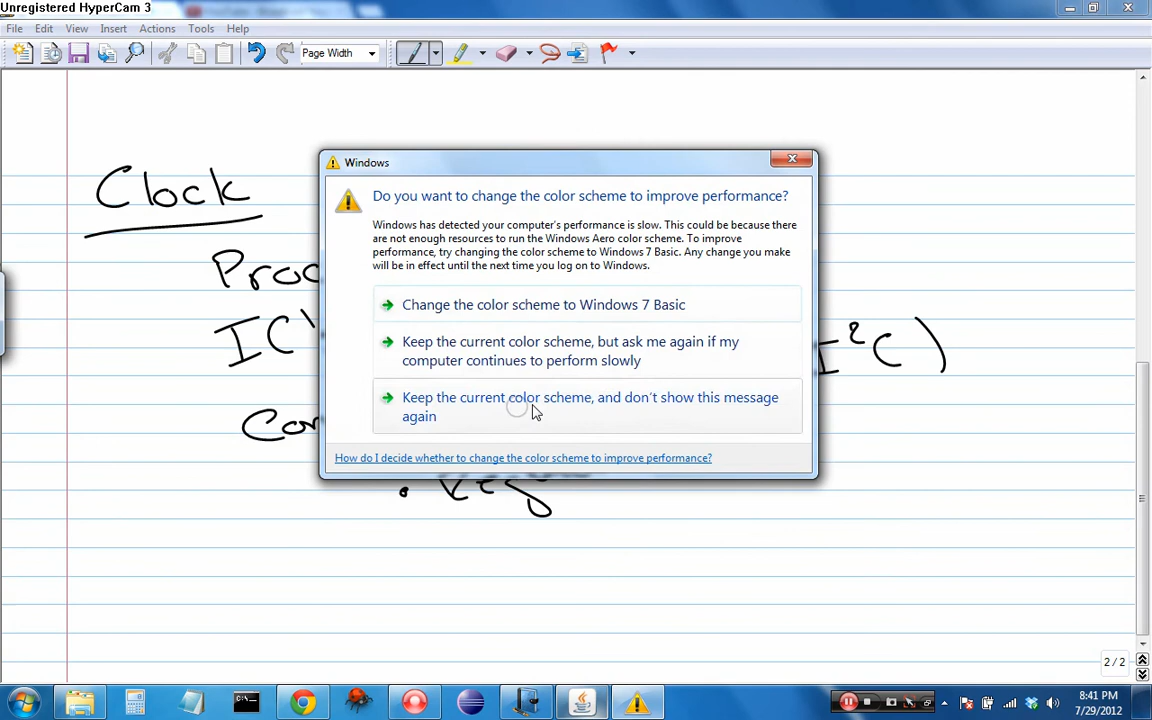 Unregistered HyperCam 3
File Edit View Insert Actions Tools Help
Page Width
Clock
Windows
Do you want to change the color scheme to improve performance?
Windows has detected your computer's performance is slow. This could be because there
are not enough resources to run the Windows Aero color scheme. To improve
performance, try changing the color scheme to Windows 7 Basic. Any change you make
will be in effect until the next time you log on to Windows.
Change the color scheme to Windows 7 Basic
Keep the current color scheme, but ask me again if my
computer continues to perform slowly
Keep the current color scheme, and don't show this message
again
How do I decide whether to change the color scheme to improve performance?
Proc
I²C )
2 / 2
8:41 PM
7/29/2012